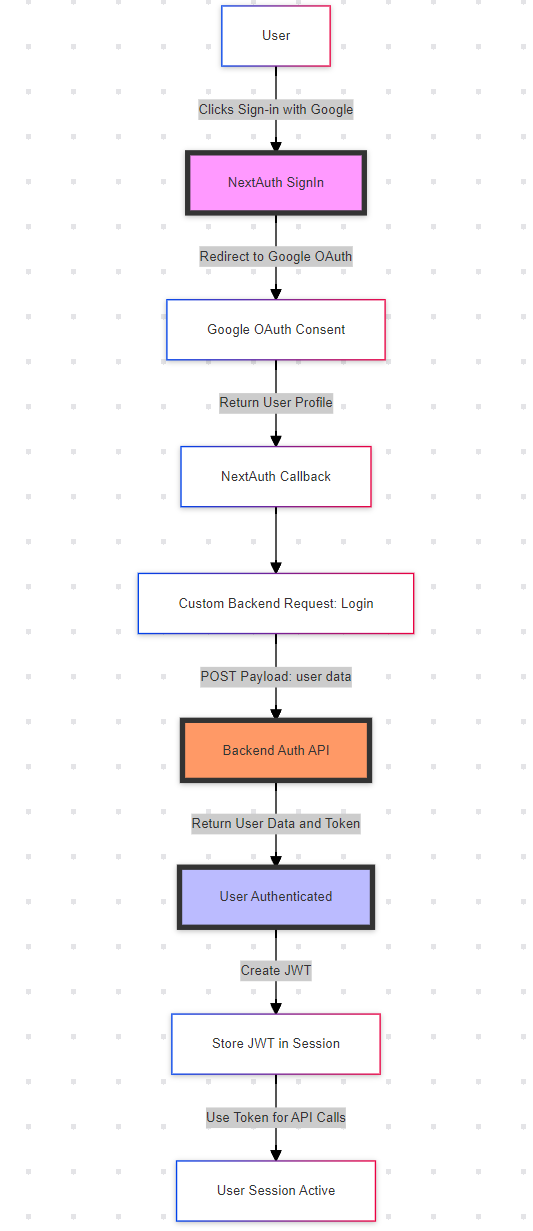 User
Clicks Sign-in with Google
NextAuth SignIn
Redirect to Google OAuth
Google OAuth Consent
Return User Profile
NextAuth Callback
Custom Backend Request: Login
POST Payload: user data
Backend Auth API
Return User Data and Token
User Authenticated
Create JWT
Store JWT in Session
Use Token for API Calls
User Session Active